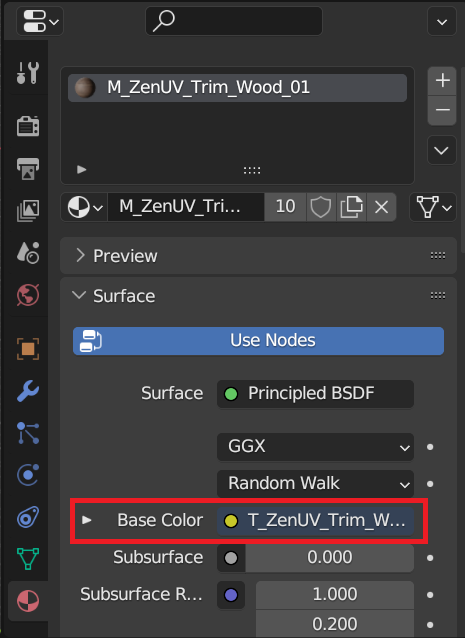 M_ZenUV_Trim_Wood_01
M_ZenUV_Tri... 10
Preview
Surface
Use Nodes
Surface Principled BSDF
GGX
Random Walk
Base Color T_ZenUV_Trim_W...
Subsurface 0.000
Subsurface R... 1.000
0.200